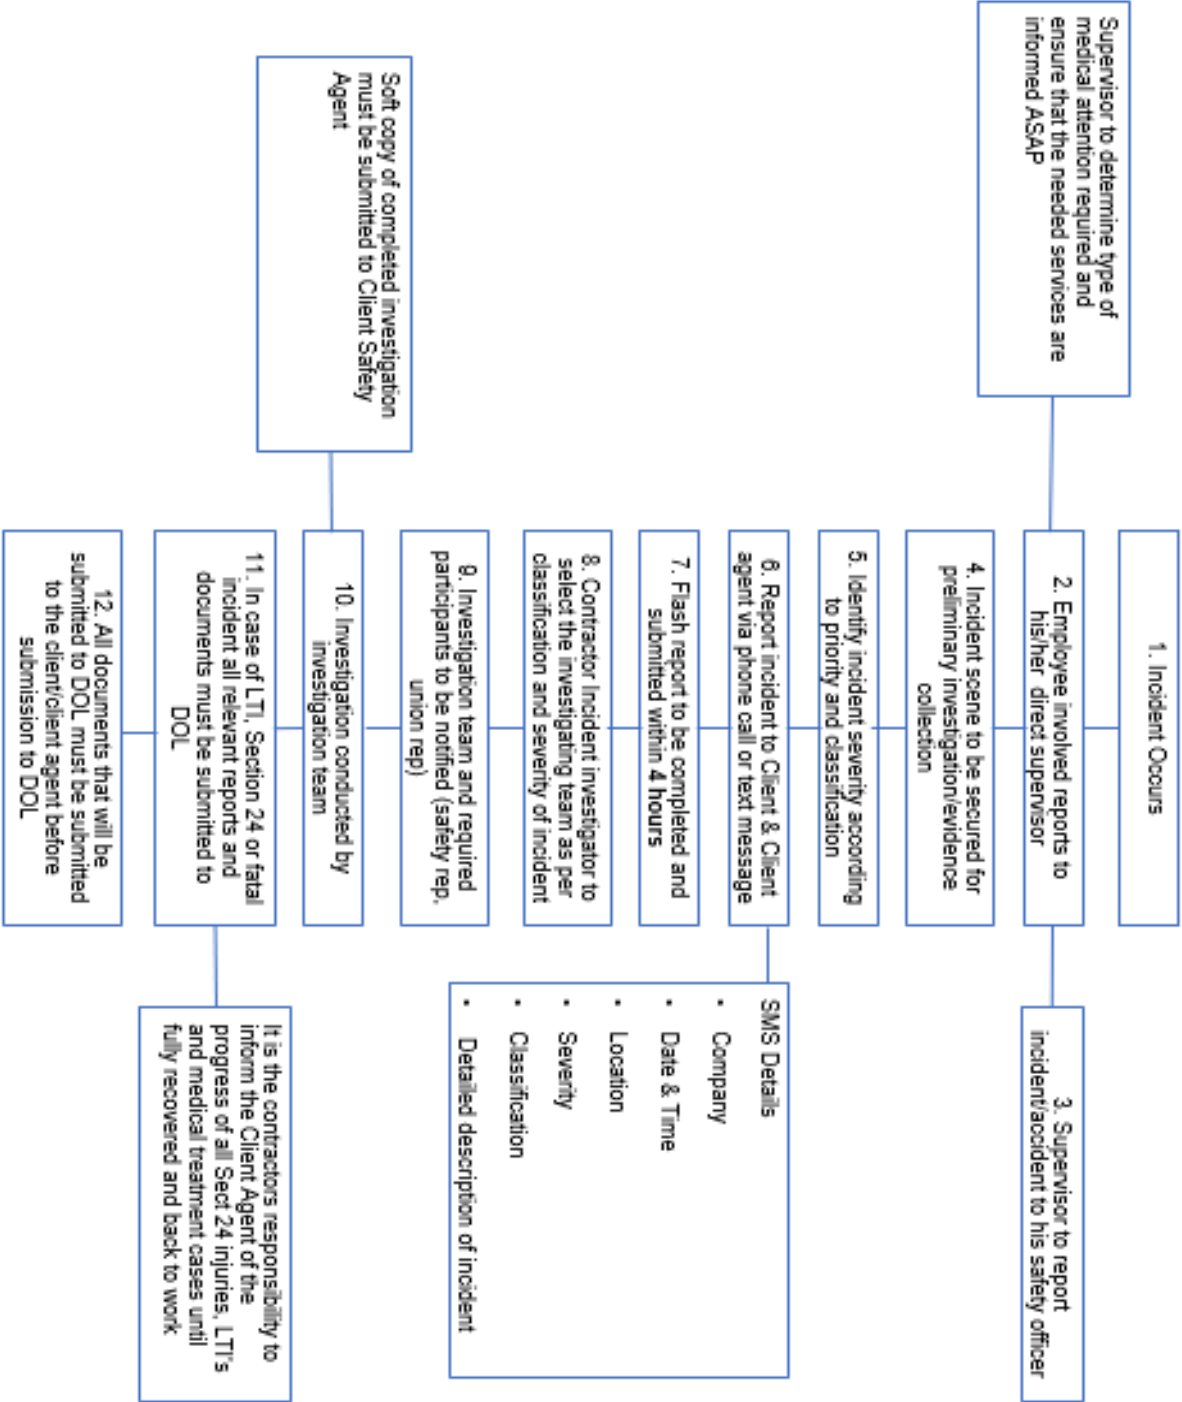 1. Incident Occurs
Supervisor to determine type of
medical attention required and
ensure that the needed services are
informed ASAP
2. Employee involved reports to
his/her direct supervisor
3. Supervisor to report
incident/accident to his safety officer
4. Incident scene to be secured for
preliminary investigation/evidence
collection
5. Identify incident severity according
to priority and classification
6. Report incident to Client & Client
agent via phone call or text message
SMS Details
• Company
• Date & Time
• Location
• Severity
• Classification
• Detailed description of incident
7. Flash report to be completed and
submitted within 4 hours
8. Contractor Incident investigator to
select the investigating team as per
classification and severity of incident
9. Investigation team and required
participants to be notified (safety rep,
union rep)
Soft copy of completed investigation
must be submitted to Client Safety
Agent
10. Investigation conducted by
investigation team
11. In case of LTI, Section 24 or fatal
incident all relevant reports and
documents must be submitted to
DOL
It is the contractors responsibility to
inform the Client Agent of the
progress of all Sect 24 injuries, LTI's
and medical treatment cases until
fully recovered and back to work
12. All documents that will be
submitted to DOL must be submitted
to the client/client agent before
submission to DOL